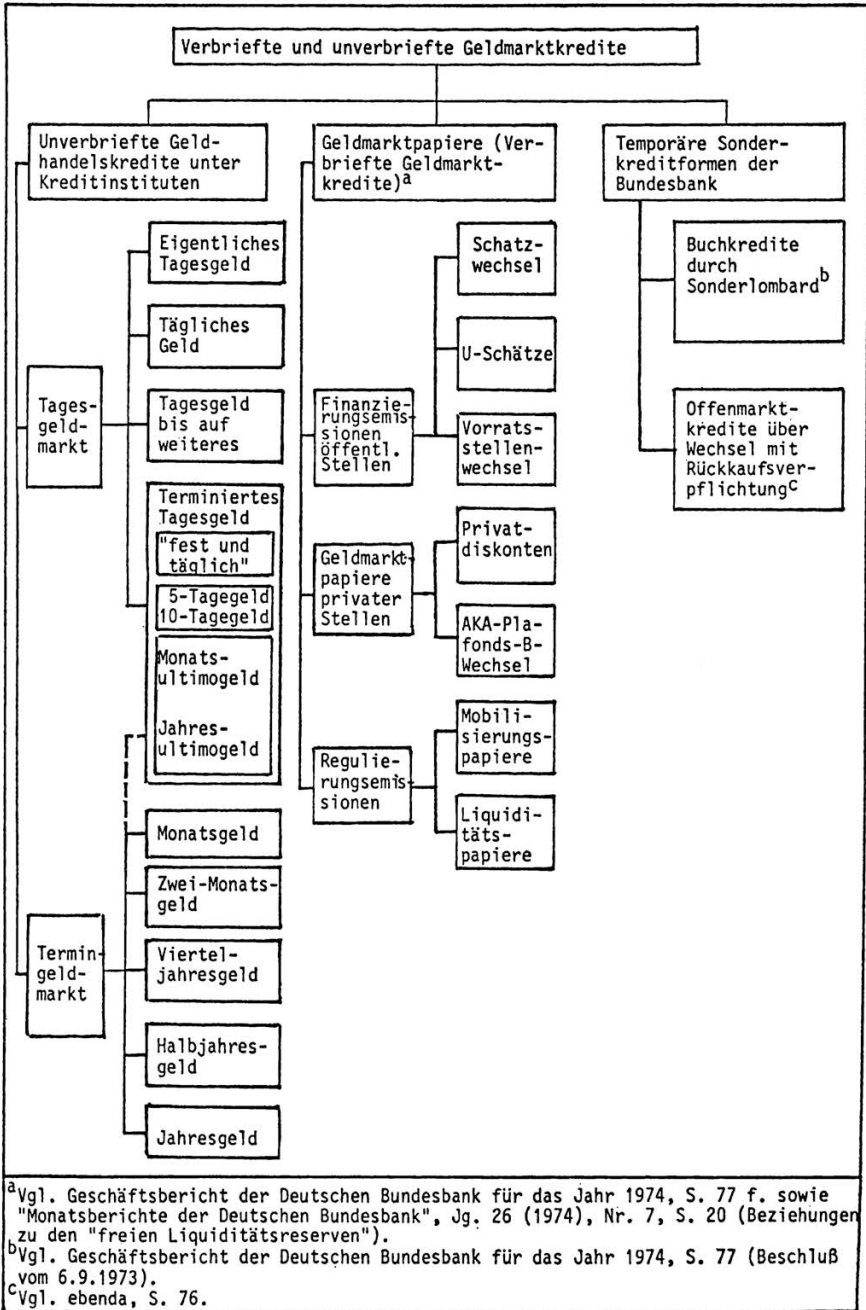 Verbriefte und unverbriefte Geldmarktkredite
Unverbriefte Geld-
handelskredite unter
Kreditinstituten
Tages-
geld-
markt
Eigentliches
Tagesgeld
Tägliches
Geld
Tagesgeld
bis auf
weiteres
Terminiertes
Tagesgeld
"fest und
täglich"
5-Tagegeld
10-Tagegeld
Monats-
ultimogeld
Jahres-
ultimogeld
Termin-
geld-
markt
Monatsgeld
Zwei-Monats-
geld
Viertel-
jahresgeld
Halbjahres-
geld
Jahresgeld
Geldmarktpapiere (Ver-
briefte Geldmarkt-
kredite)a
Finanzie-
rungsemis-
sionen
öffentl.
Stellen
Schatz-
wechsel
U-Schätze
Vorrats-
stellen-
wechsel
Geldmarkt-
papiere
privater
Stellen
Privat-
diskonten
AKA-Pla-
fonds-B-
Wechsel
Regulie-
rungsemis-
sionen
Mobili-
sierungs-
papiere
Liquidi-
täts-
papiere
Temporäre Sonder-
kreditformen der
Bundesbank
Buchkredite
durch
Sonderlombardb
Offenmarkt-
kredite über
Wechsel mit
Rückkaufsver-
pflichtungc
aVgl. Geschäftsbericht der Deutschen Bundesbank für das Jahr 1974, S. 77 f. sowie
"Monatsberichte der Deutschen Bundesbank", Jg. 26 (1974), Nr. 7, S. 20 (Beziehungen
zu den "freien Liquiditätsreserven").
bVgl. Geschäftsbericht der Deutschen Bundesbank für das Jahr 1974, S. 77 (Beschluß
vom 6.9.1973).
cVgl. ebenda, S. 76.